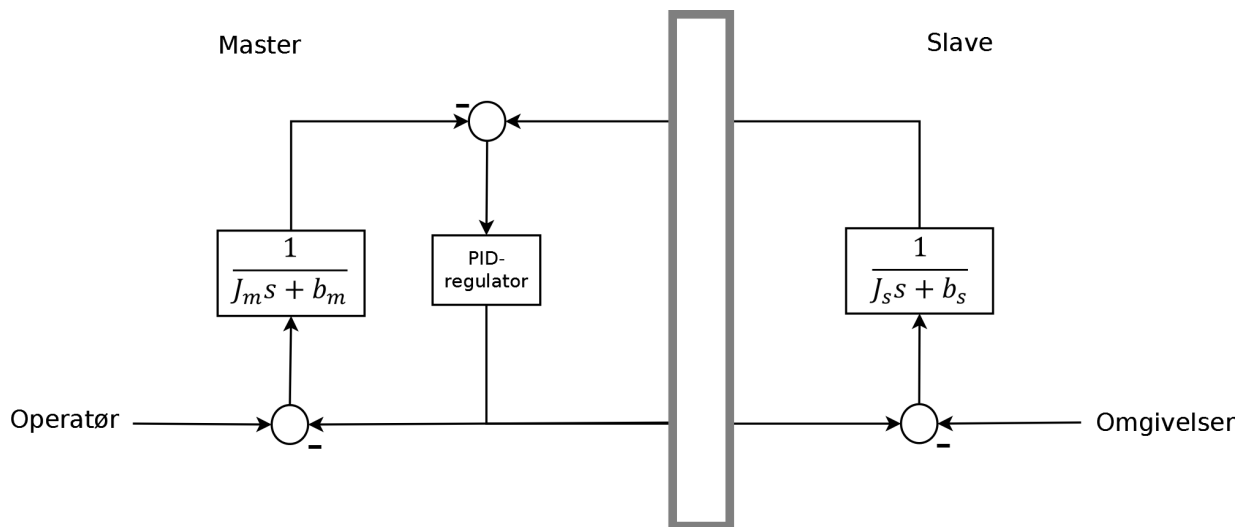 Master
Slave
-
1
J_m s + b_m
PID-
regulator
1
J_s s + b_s
Operatør
-
-
Omgivelser